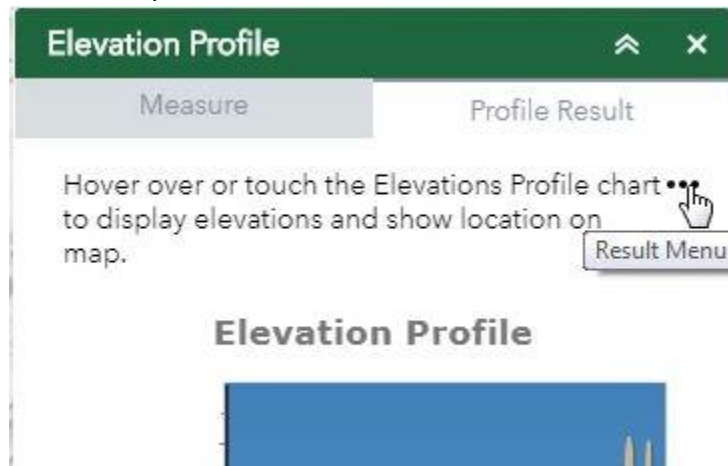 Elevation Profile
Measure
Profile Result
Hover over or touch the Elevations Profile chart
to display elevations and show location on
map.
Result Menu
Elevation Profile